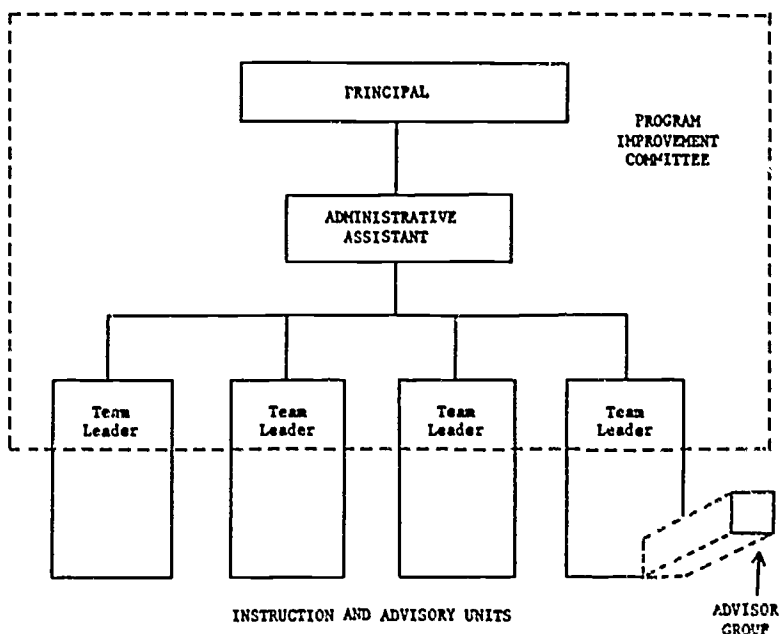 PRINCIPAL
PROGRAM
IMPROVEMENT
COMMITTEE
ADMINISTRATIVE
ASSISTANT
Team
Leader
Team
Leader
Team
Leader
Team
Leader
INSTRUCTION AND ADVISORY UNITS
ADVISOR
GROUP